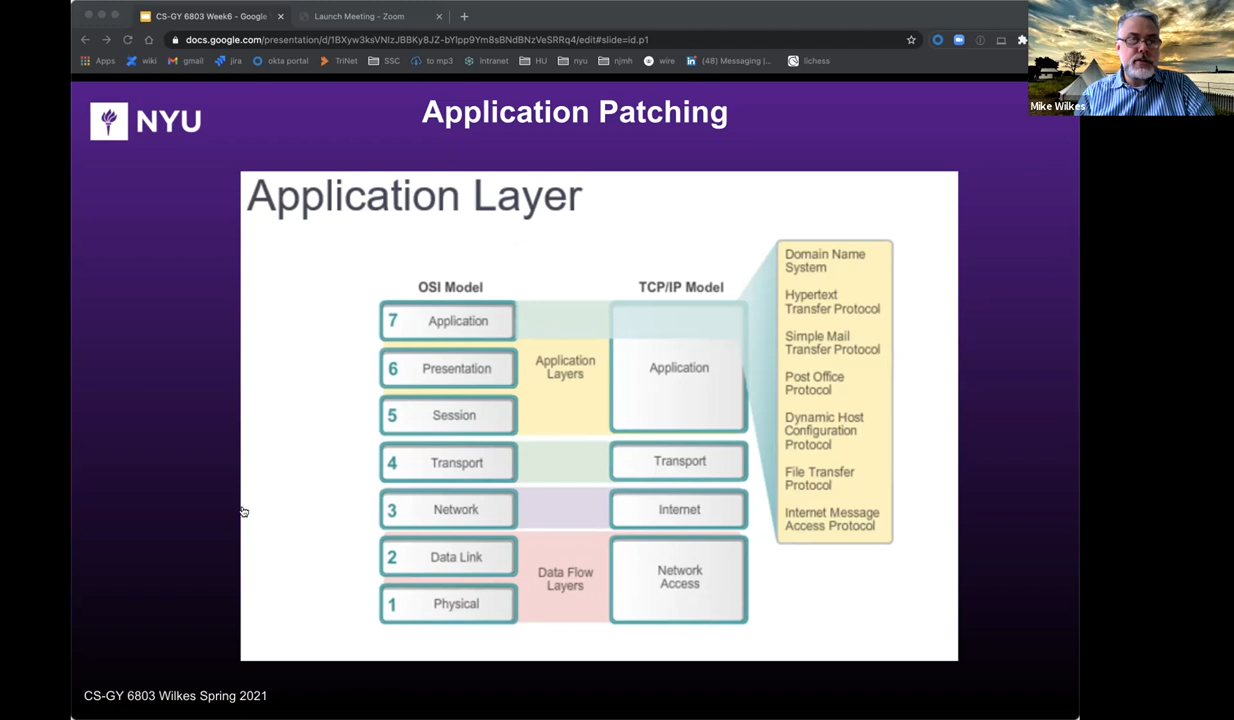 CS-GY 6803 Week6 - Google
Launch Meeting - Zoom
docs.google.com/presentation/d/1BXyw3ksVNIzJBBKy8JZ-bYlpp9Ym8sBNdBNzVeSRRq4/edit#slide=id.p1
Apps wiki gmail jira okta portal TriNet SSC to mp3 intranet HU nyu njmh wire (48) Messaging |... lichess
Mike Wilkes
NYU
Application Patching
Application Layer
OSI Model
TCP/IP Model
7 Application
6 Presentation
5 Session
4 Transport
3 Network
2 Data Link
1 Physical
Application
Layers
Data Flow
Layers
Application
Transport
Internet
Network
Access
Domain Name
System
Hypertext
Transfer Protocol
Simple Mail
Transfer Protocol
Post Office
Protocol
Dynamic Host
Configuration
Protocol
File Transfer
Protocol
Internet Message
Access Protocol
CS-GY 6803 Wilkes Spring 2021